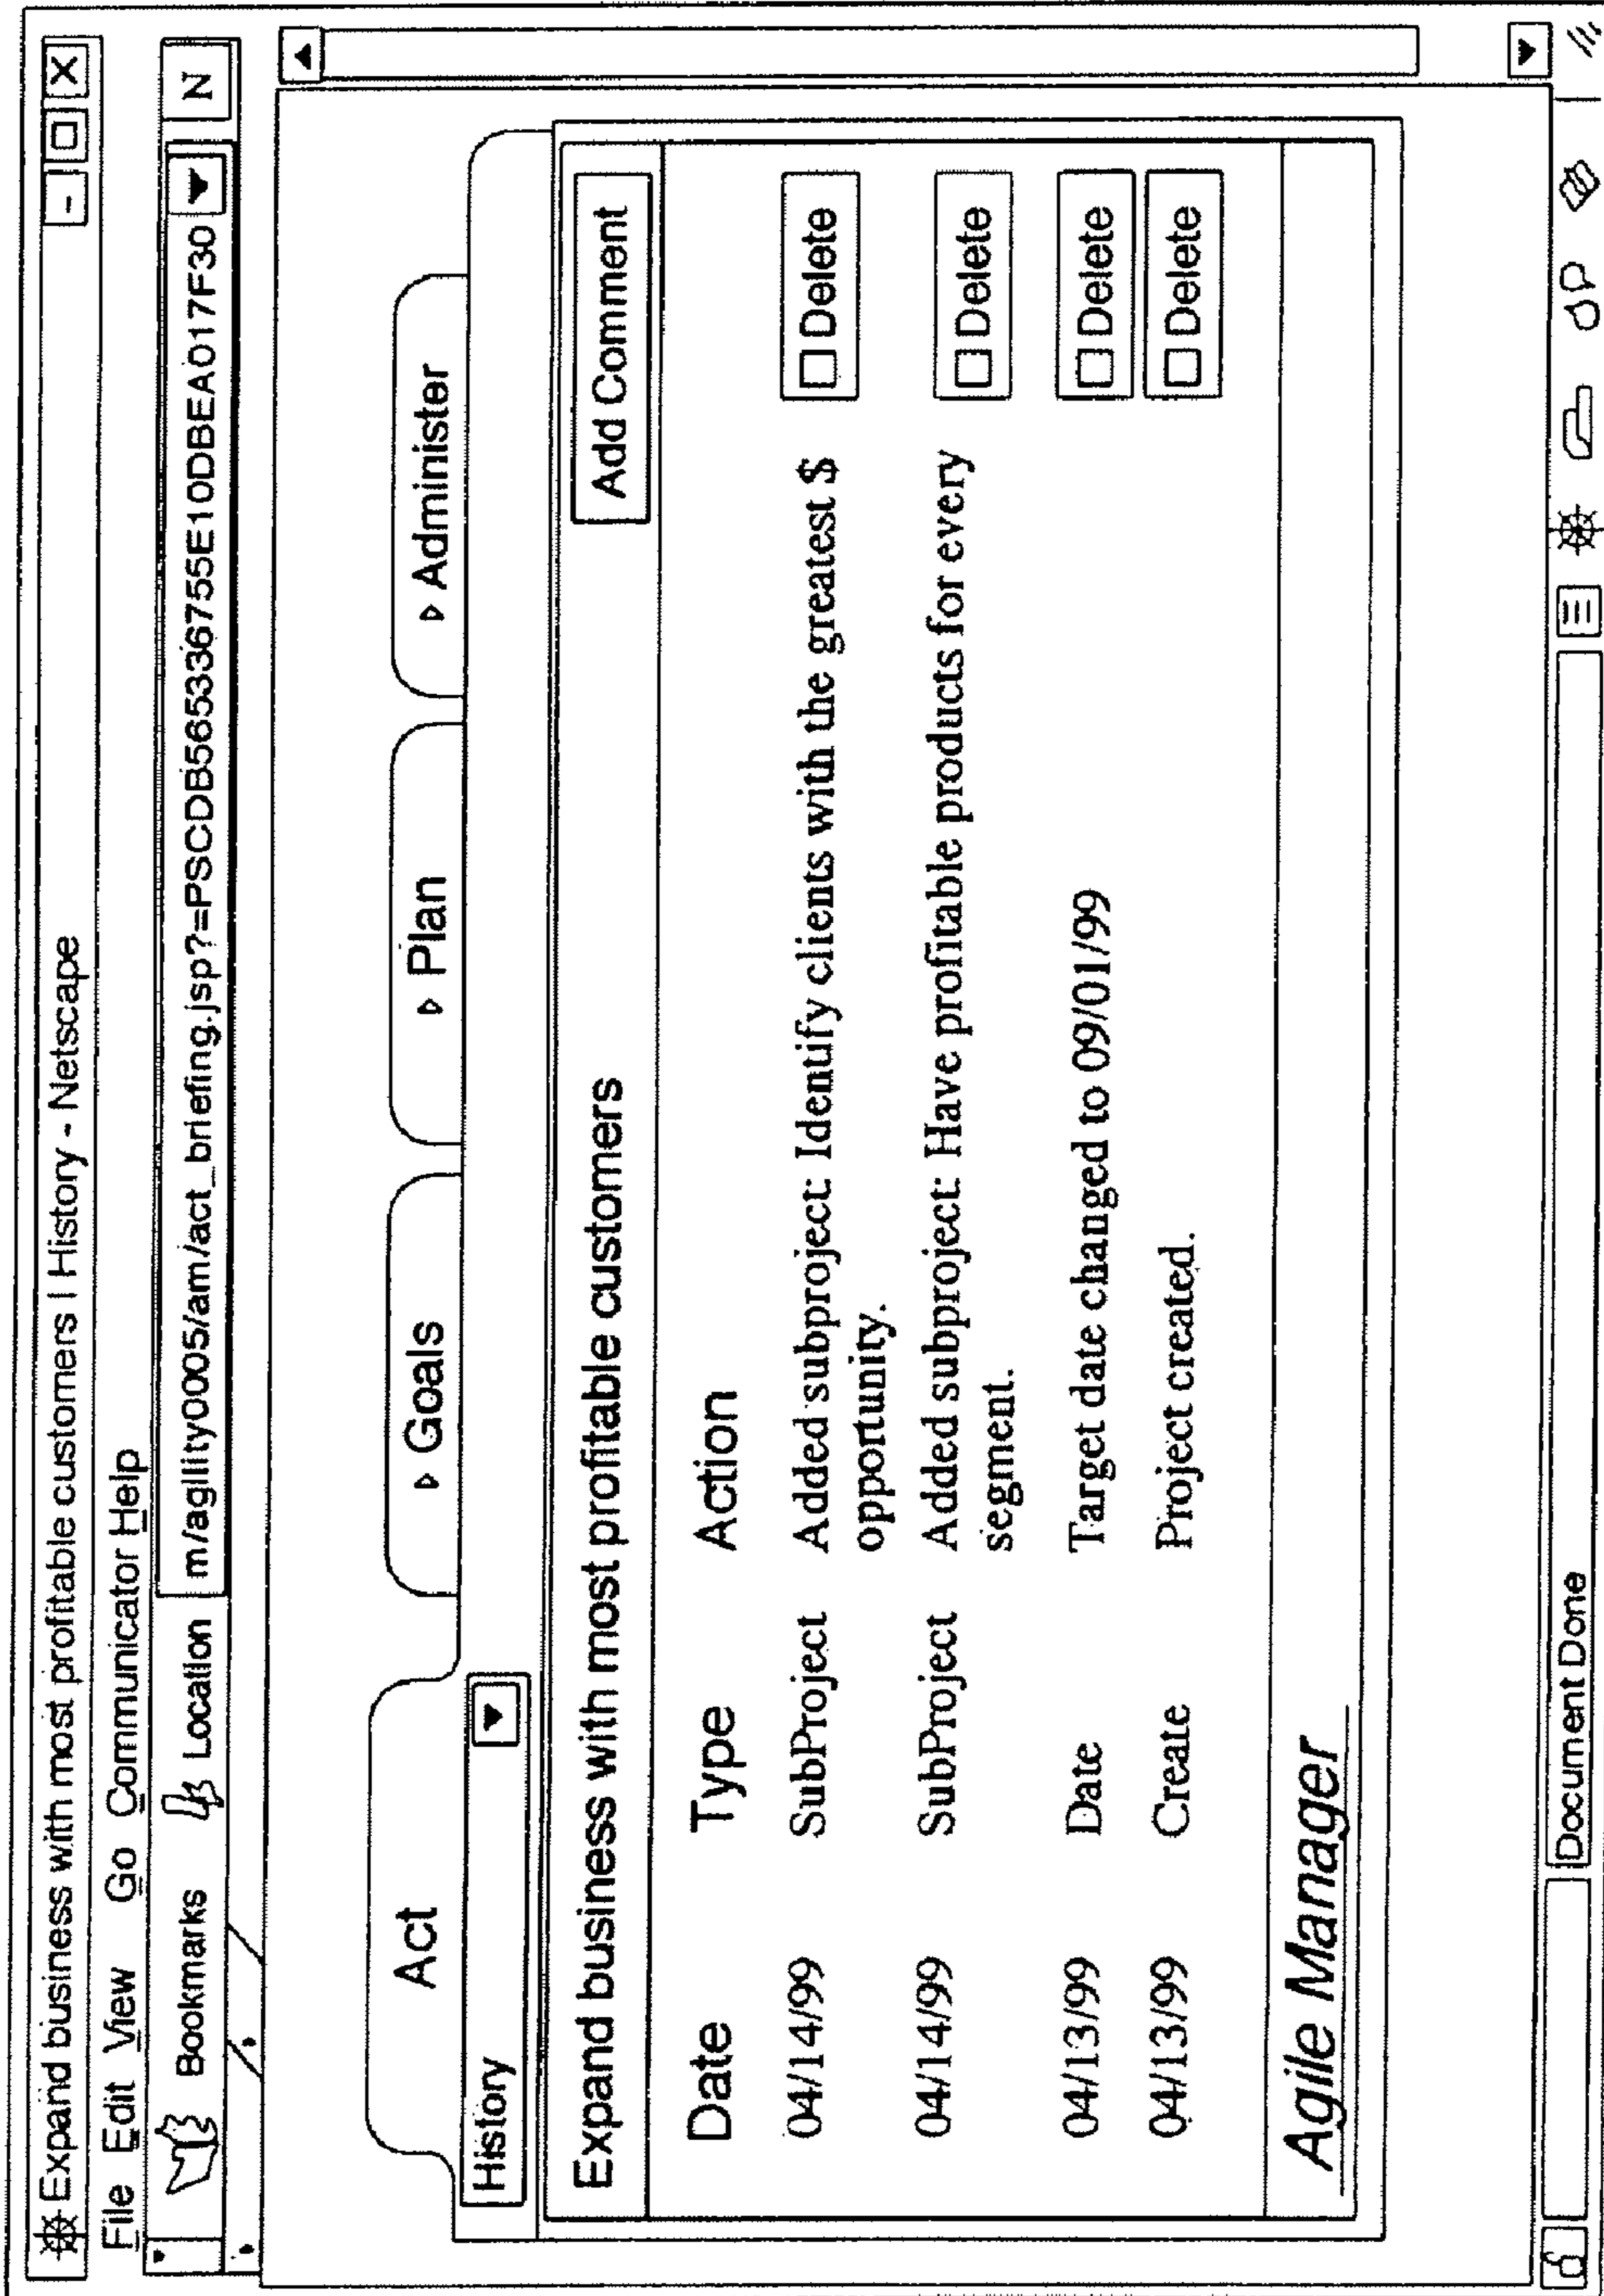 Expand business with most profitable customers | History - Netscape
File Edit View Go Communicator Help
Bookmarks Location m/agility0005/am/act_briefing.jsp?=PSCDB565336755E10DBEA017F30 N
Act Goals Plan Administer
History
Expand business with most profitable customers Add Comment
Date Type Action
04/14/99 SubProject Added subproject: Identify clients with the greatest $ Delete
opportunity.
04/14/99 SubProject Added subproject: Have profitable products for every Delete
segment.
04/13/99 Date Target date changed to 09/01/99 Delete
04/13/99 Create Project created. Delete
Agile Manager
Document Done